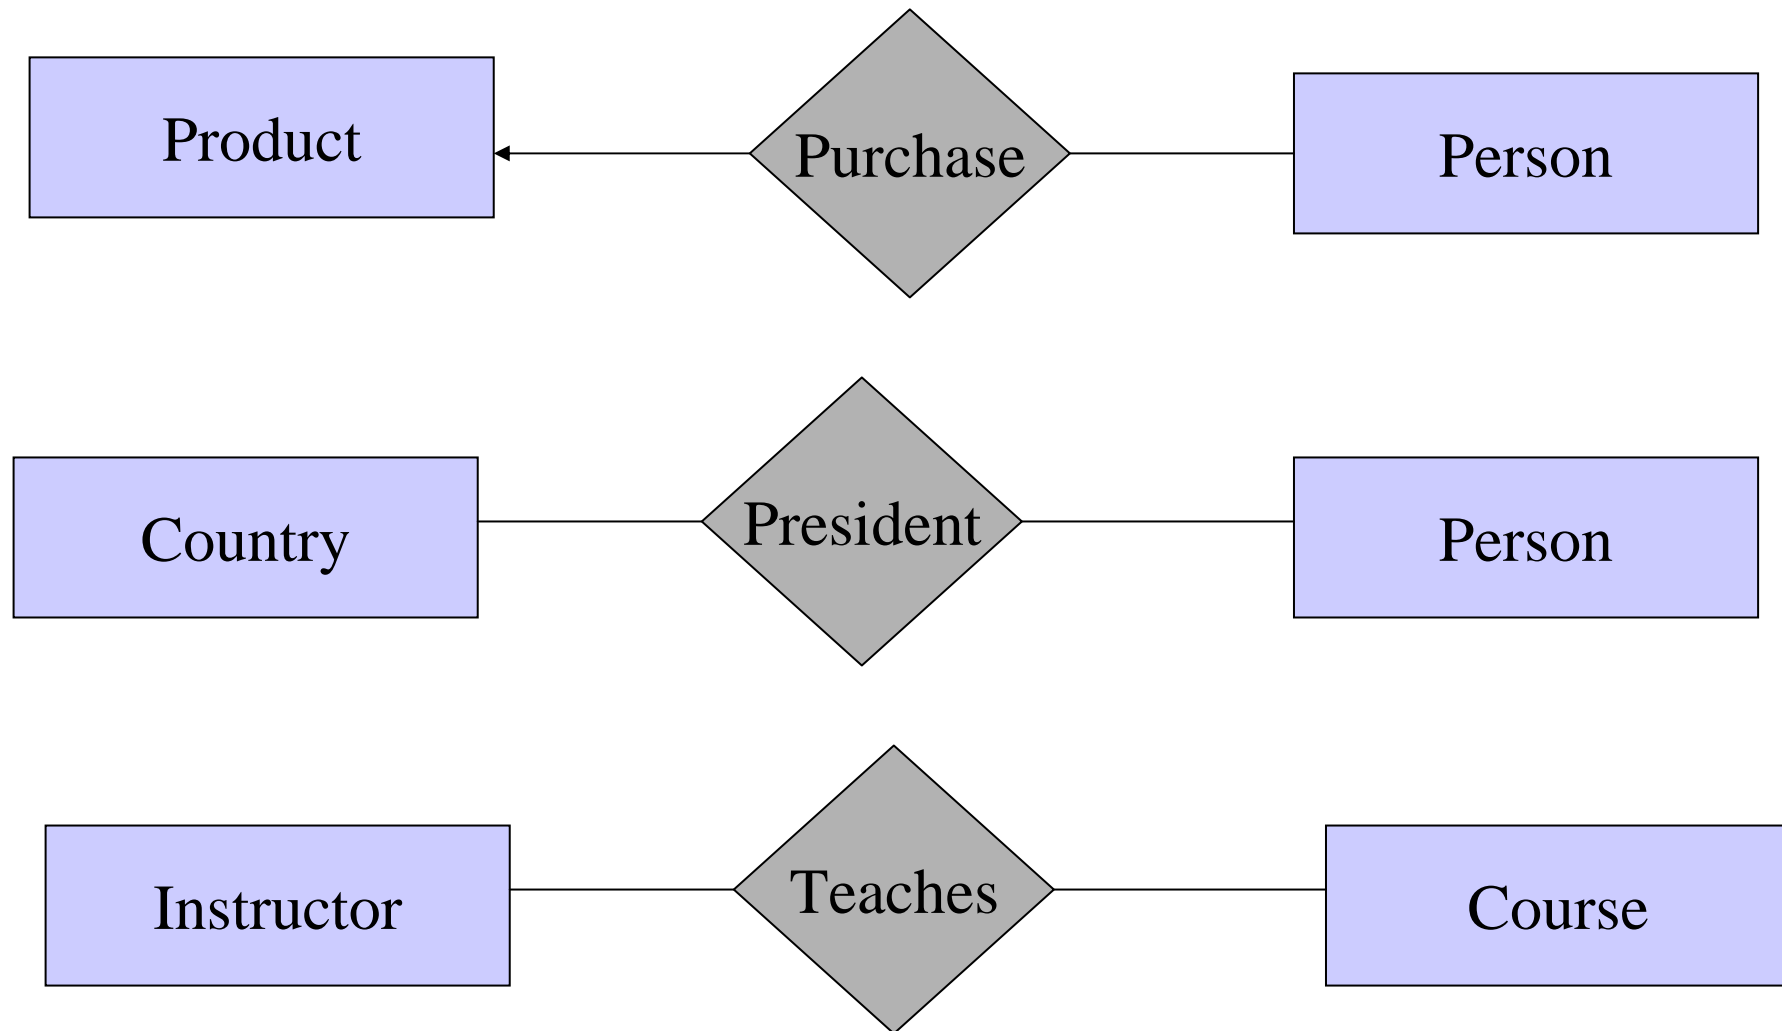 Product
Purchase
Person
Country
President
Person
Instructor
Teaches
Course